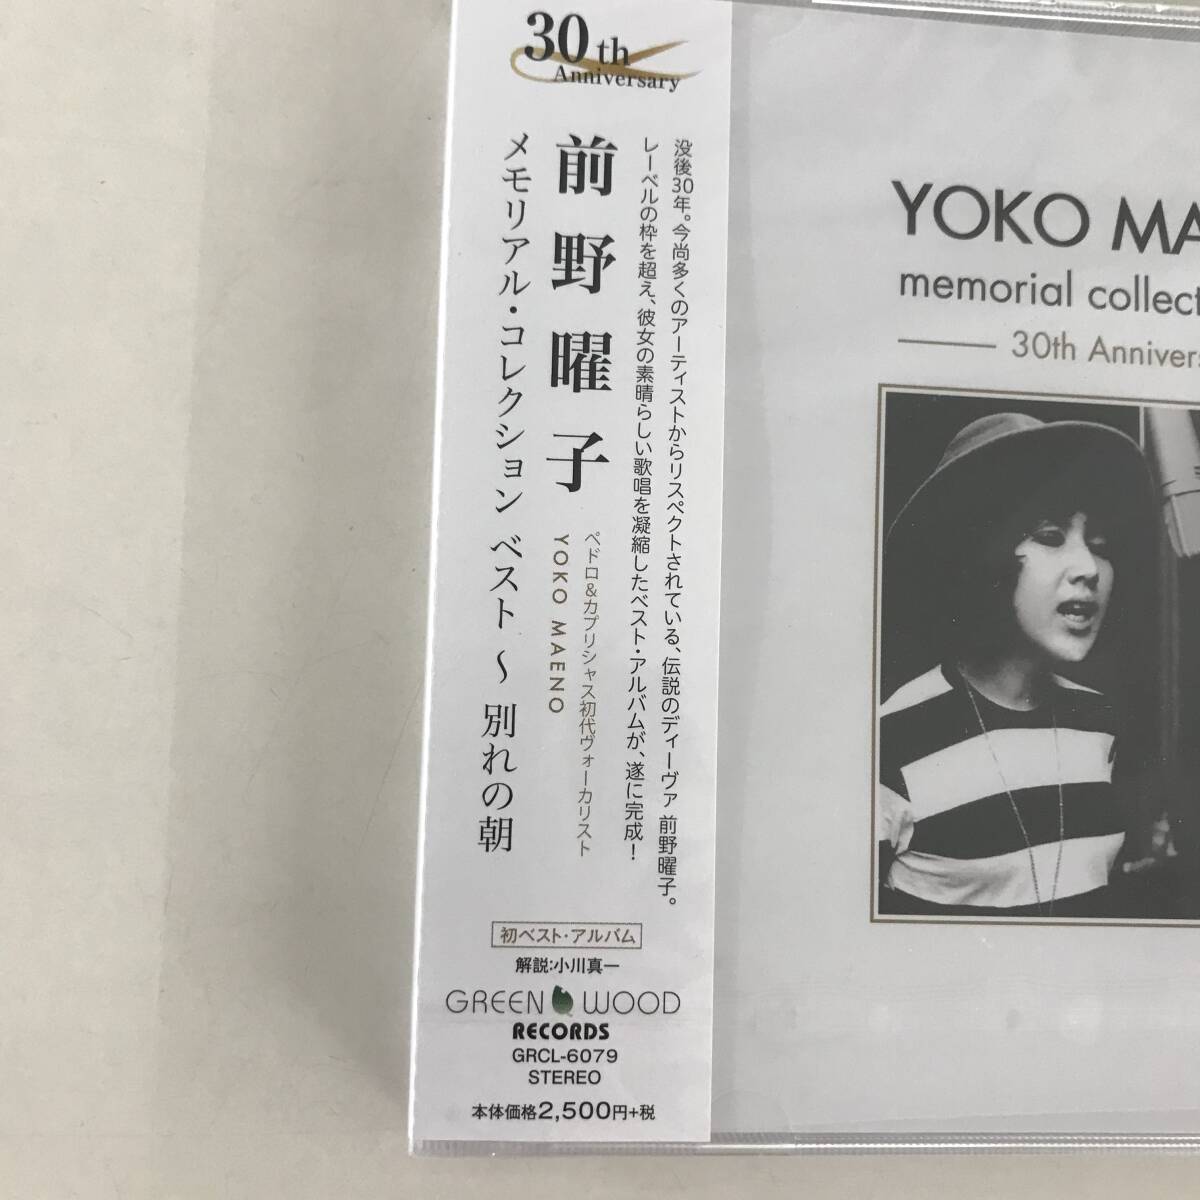 30th
Anniversary
没後30年。今尚多くのアーティストからリスペクトされている、伝説のディーヴァ 前野曜子。
レーベルの枠を超え、彼女の素晴らしい歌唱を凝縮したベスト・アルバムが、遂に完成!
ペドロ&カプリシャス初代ヴォーカリスト
前野曜子
YOKO MAENO
メモリアル・コレクション ベスト ~ 別れの朝
初ベスト・アルバム
解説:小川真一
GREEN WOOD
RECORDS
GRCL-6079
STEREO
本体価格2,500円+税
YOKO MA
memorial collect
30th Annivers